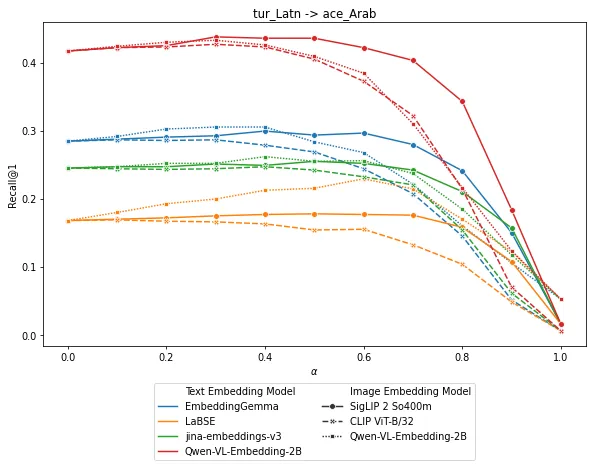 tur_Latn -> ace_Arab
Recall@1
0.4
0.3
0.2
0.1
0.0
0.0 0.2 0.4 0.6 0.8 1.0
α
Text Embedding Model Image Embedding Model
EmbeddingGemma SigLIP 2 So400m
LaBSE CLIP ViT-B/32
jina-embeddings-v3 Qwen-VL-Embedding-2B
Qwen-VL-Embedding-2B